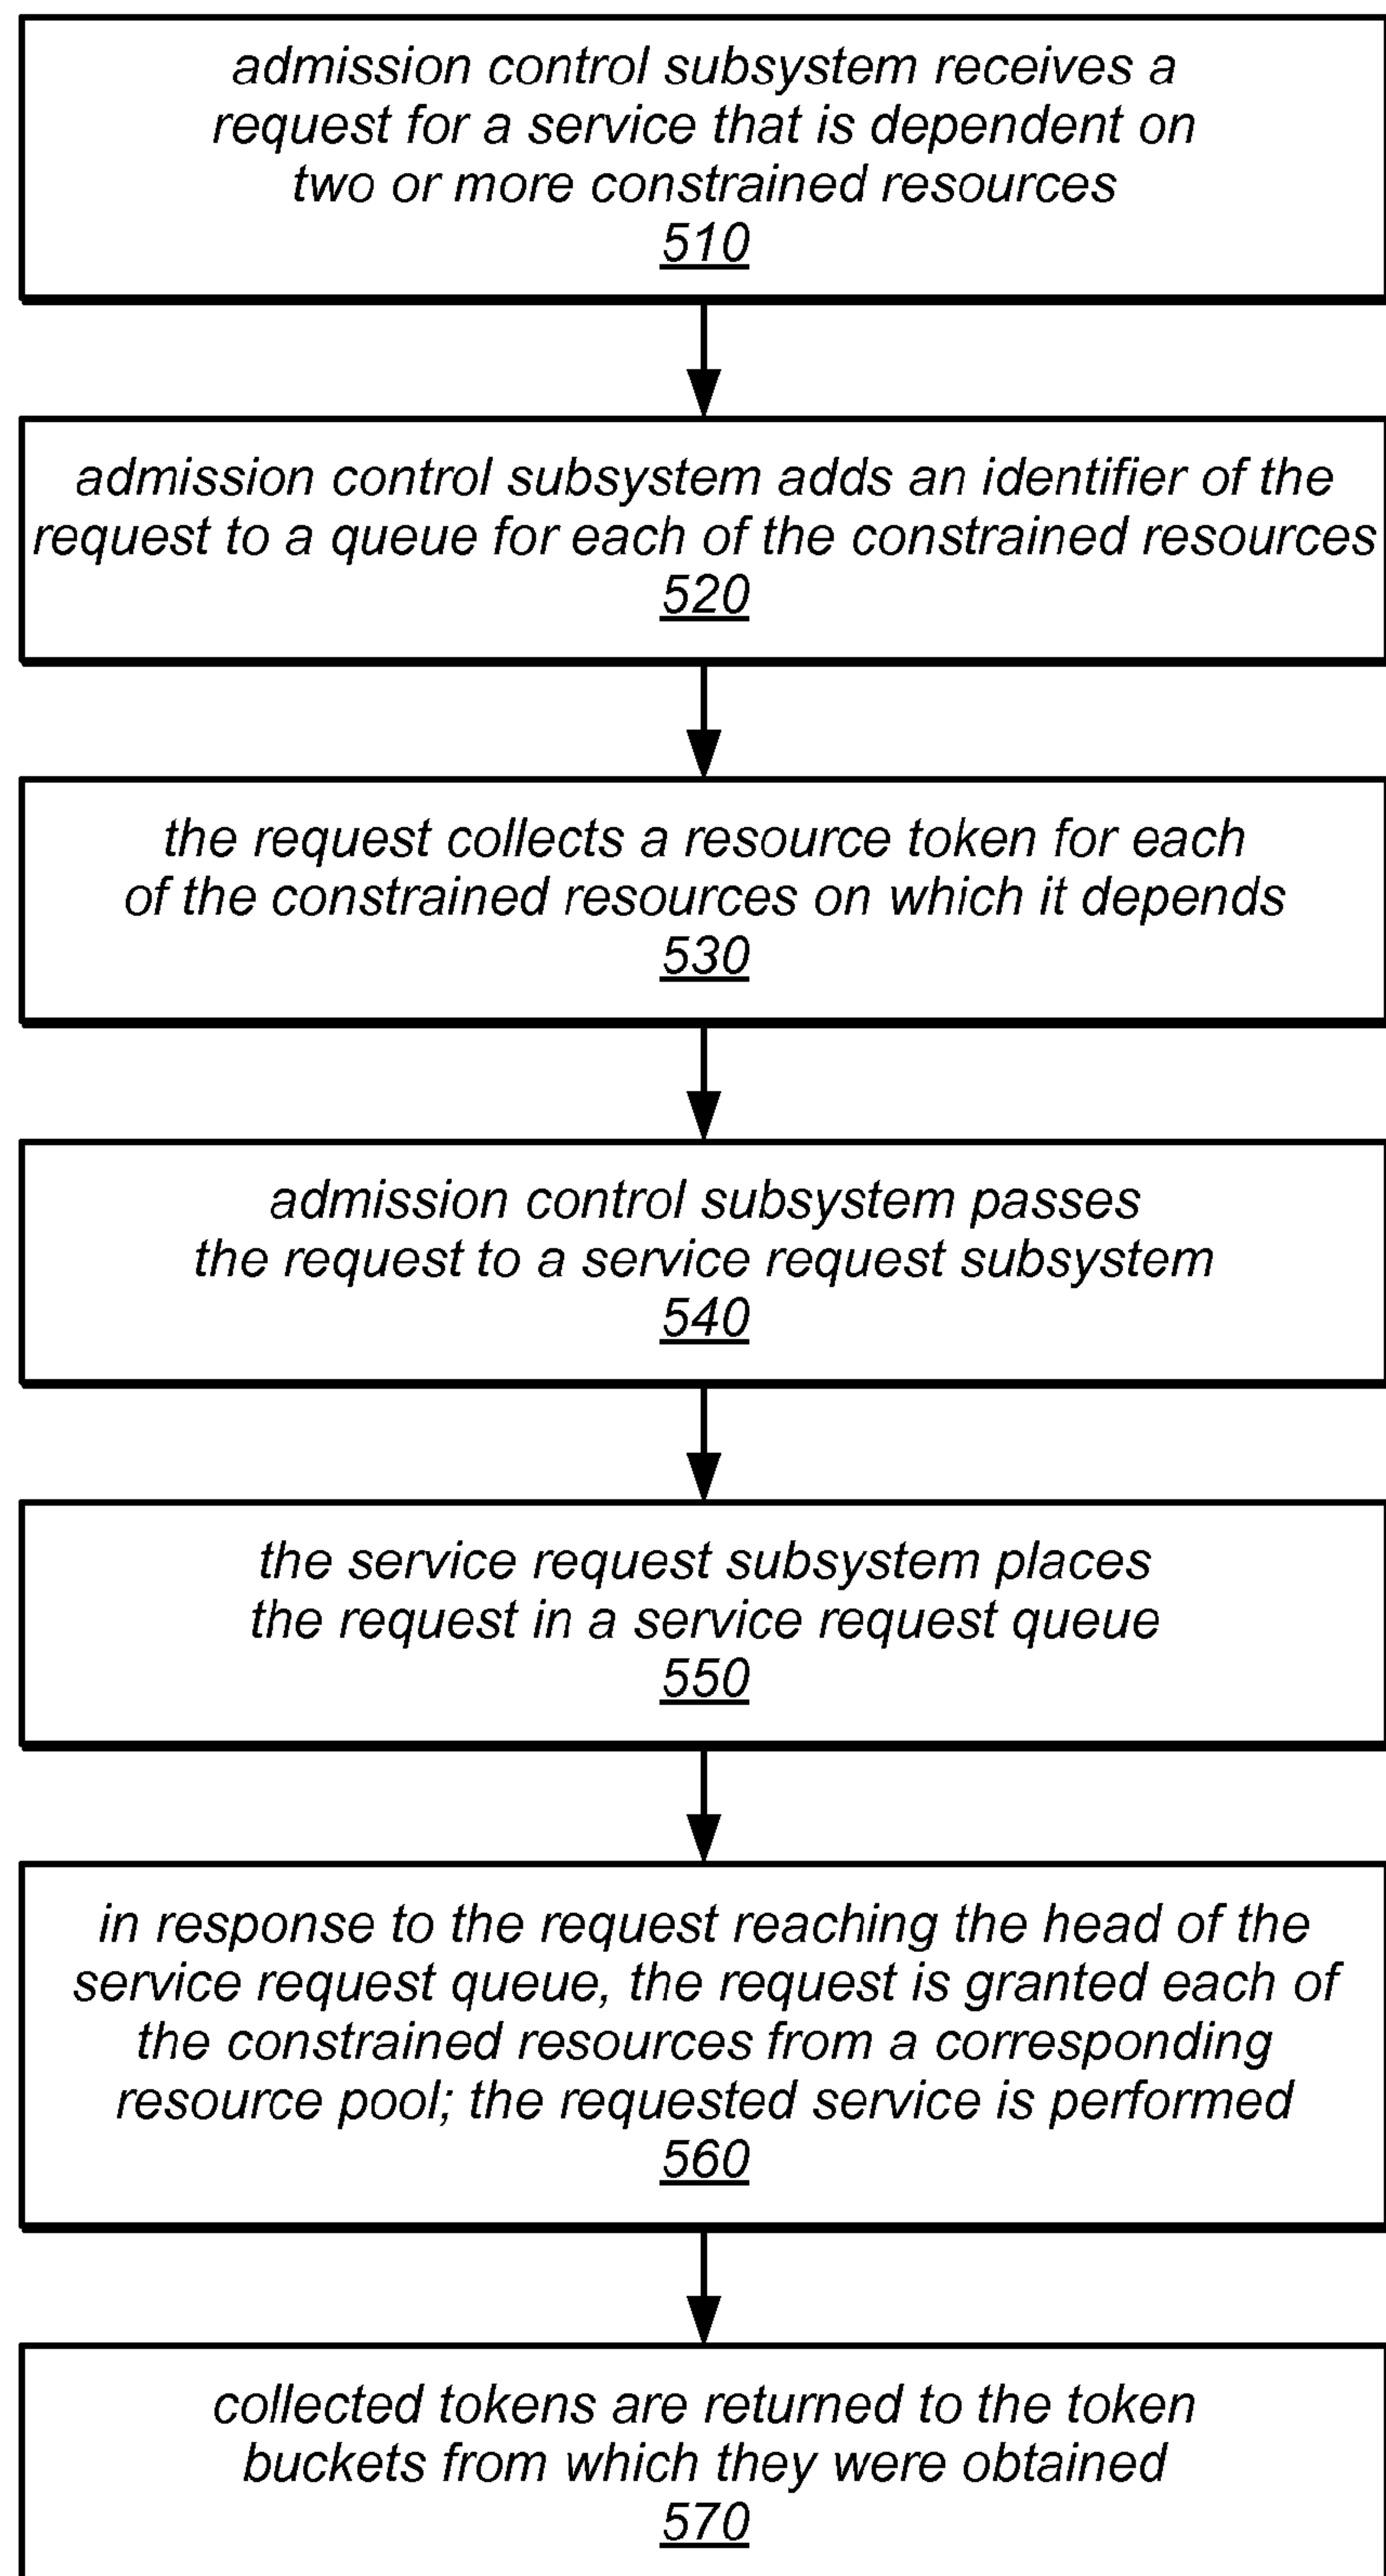 admission control subsystem receives a
request for a service that is dependent on
two or more constrained resources
510
admission control subsystem adds an identifier of the
request to a queue for each of the constrained resources
520
the request collects a resource token for each
of the constrained resources on which it depends
530
admission control subsystem passes
the request to a service request subsystem
540
the service request subsystem places
the request in a service request queue
550
in response to the request reaching the head of the
service request queue, the request is granted each of
the constrained resources from a corresponding
resource pool; the requested service is performed
560
collected tokens are returned to the token
buckets from which they were obtained
570